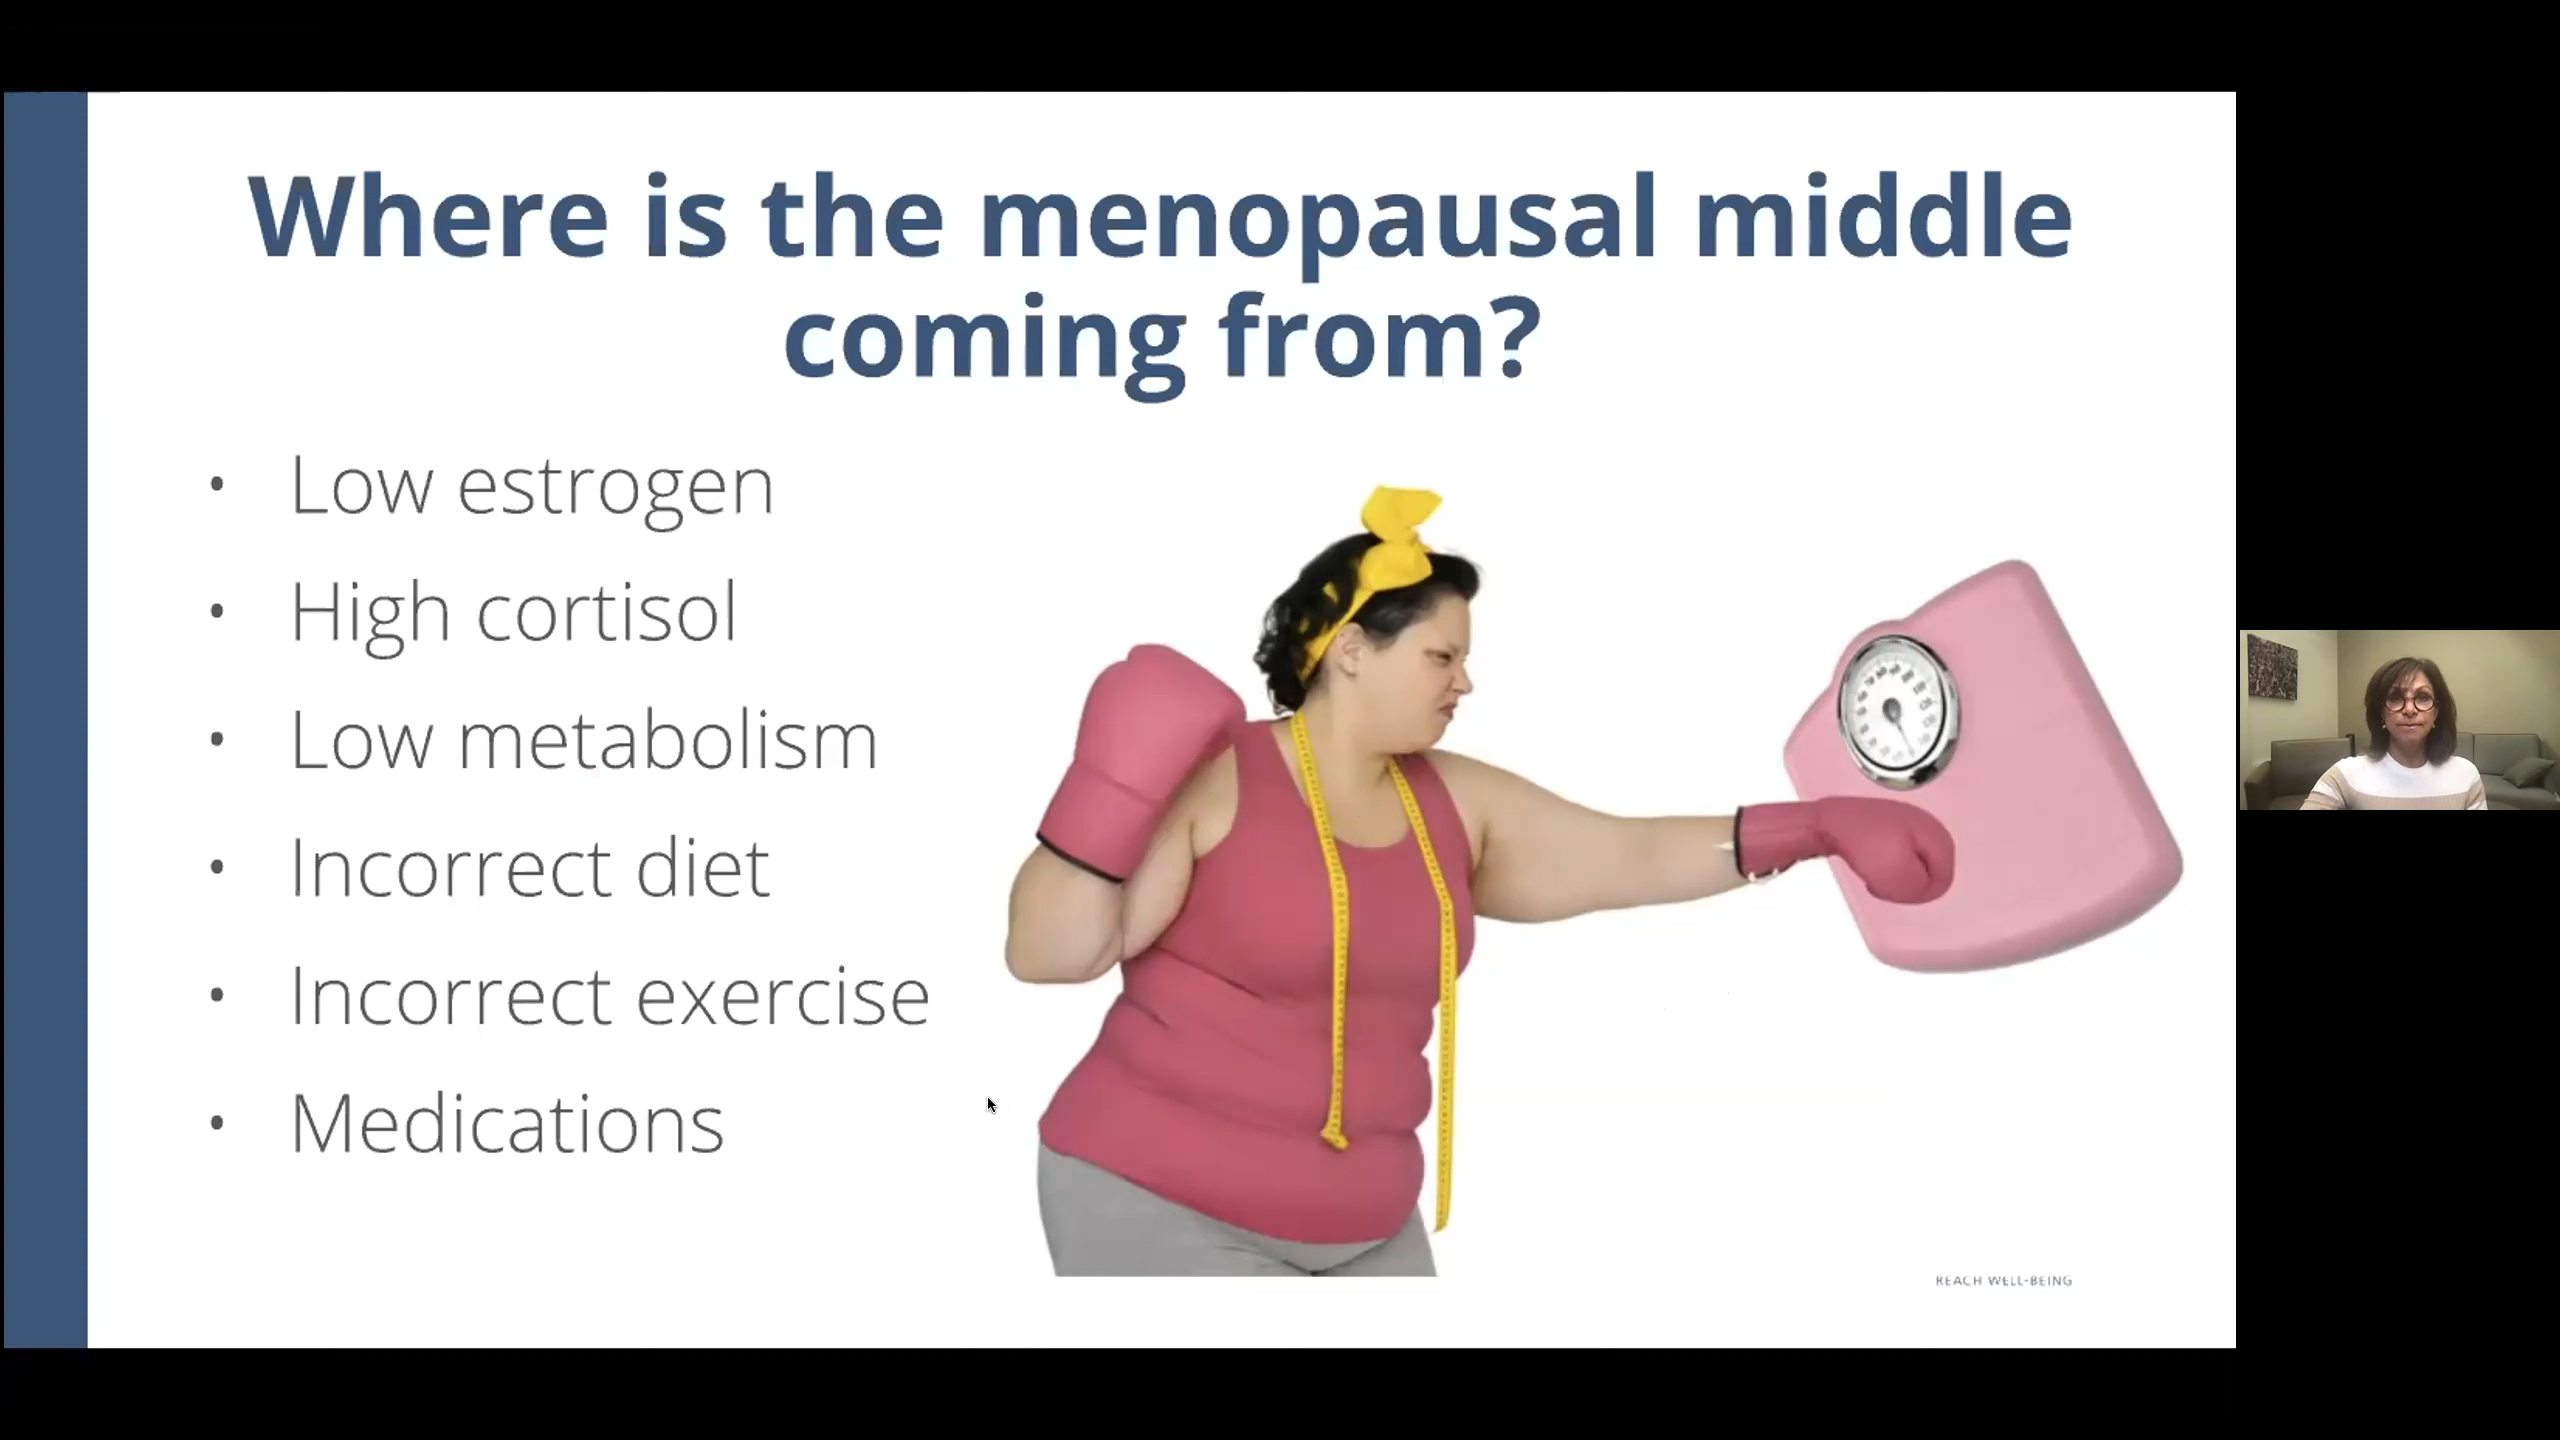 Where is the menopausal middle
coming from?
• Low estrogen
• High cortisol
• Low metabolism
• Incorrect diet
• Incorrect exercise
• Medications
REACH WELL-BEING